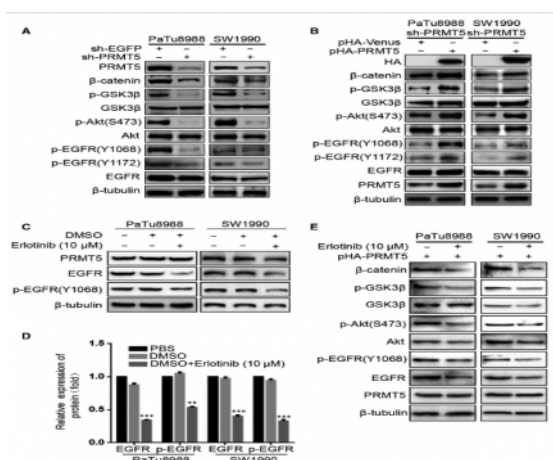 A
PaTu8988 SW1990
sh-EGFP + − + −
sh-PRMT5 − + − +
PRMT5
β-catenin
p-GSK3β
GSK3β
p-Akt(S473)
Akt
p-EGFR(Y1068)
p-EGFR(Y1172)
EGFR
β-tubulin
B
PaTu8988 SW1990
sh-PRMT5 sh-PRMT5
pHA-Venus + − + −
pHA-PRMT5 − + − +
HA
β-catenin
p-GSK3β
GSK3β
p-Akt(S473)
Akt
p-EGFR(Y1068)
p-EGFR(Y1172)
EGFR
PRMT5
β-tubulin
C
PaTu8988 SW1990
DMSO − + + − + +
Erlotinib (10 μM) − − + − − +
PRMT5
EGFR
p-EGFR(Y1068)
β-tubulin
D
PBS
DMSO
DMSO+Erlotinib (10 μM)
Relative expression of
protein (fold)
1.5
1.0
0.5
0.0
*** ** *** ***
EGFR p-EGFR EGFR p-EGFR
PaTu8988 SW1990
E
PaTu8988 SW1990
Erlotinib (10 μM) − + − +
pHA-PRMT5 + + + +
β-catenin
p-GSK3β
GSK3β
p-Akt(S473)
Akt
p-EGFR(Y1068)
EGFR
PRMT5
β-tubulin